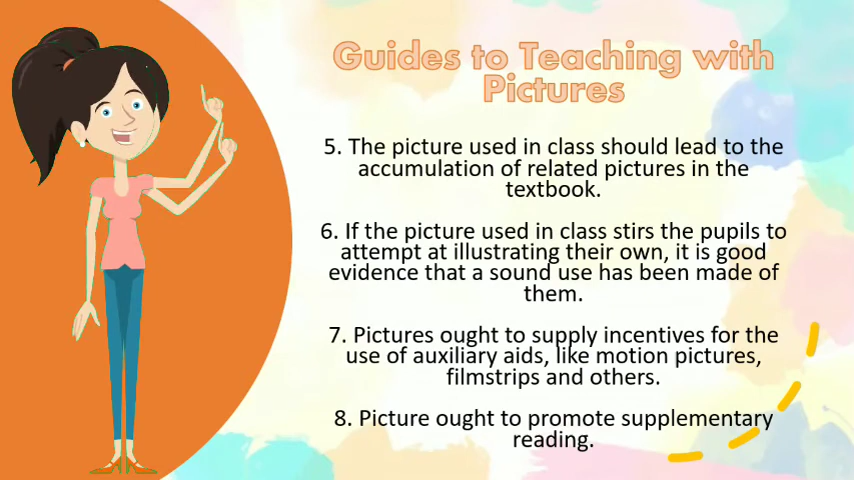 Guides to Teaching with
Pictures
5. The picture used in class should lead to the
accumulation of related pictures in the
textbook.
6. If the picture used in class stirs the pupils to
attempt at illustrating their own, it is good
evidence that a sound use has been made of
them.
7. Pictures ought to supply incentives for the
use of auxiliary aids, like motion pictures,
filmstrips and others.
8. Picture ought to promote supplementary
reading.